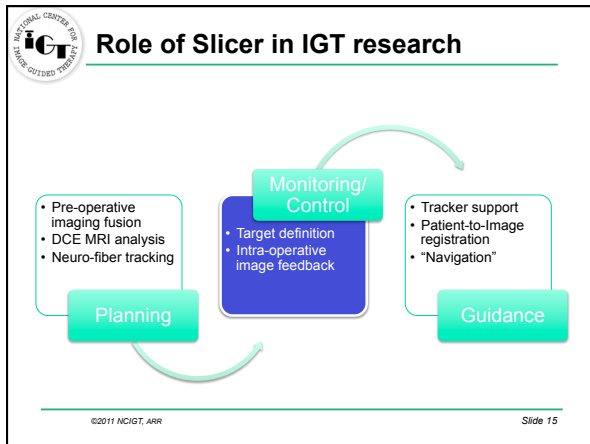 NATIONAL CENTER FOR
IGT
IMAGE-GUIDED THERAPY
Role of Slicer in IGT research
• Pre-operative
imaging fusion
• DCE MRI analysis
• Neuro-fiber tracking
Planning
Monitoring/
Control
• Target definition
• Intra-operative
image feedback
• Tracker support
• Patient-to-Image
registration
• “Navigation”
Guidance
©2011 NCIGT, ARR
Slide 15